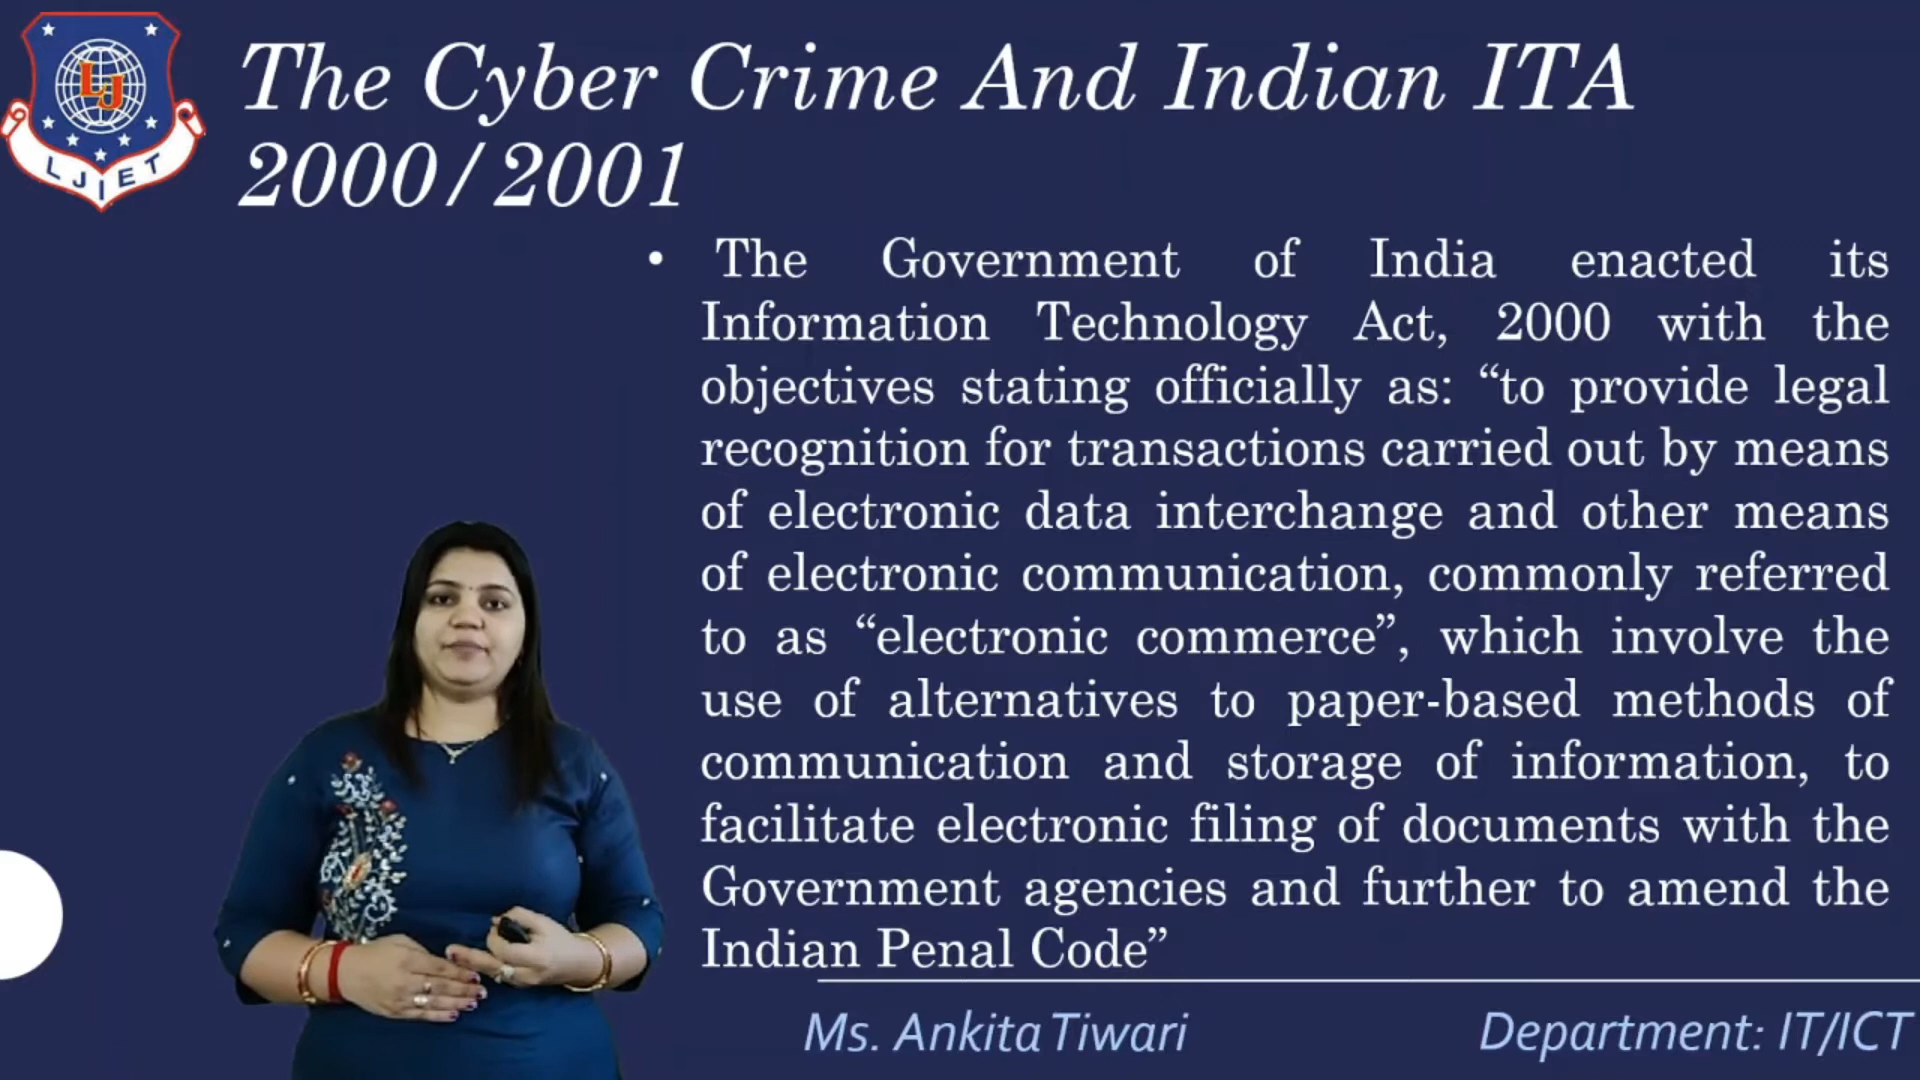 LJ
LJIET
The Cyber Crime And Indian ITA
2000/2001
• The Government of India enacted its
Information Technology Act, 2000 with the
objectives stating officially as: “to provide legal
recognition for transactions carried out by means
of electronic data interchange and other means
of electronic communication, commonly referred
to as “electronic commerce”, which involve the
use of alternatives to paper-based methods of
communication and storage of information, to
facilitate electronic filing of documents with the
Government agencies and further to amend the
Indian Penal Code”
Ms. Ankita Tiwari
Department: IT/ICT